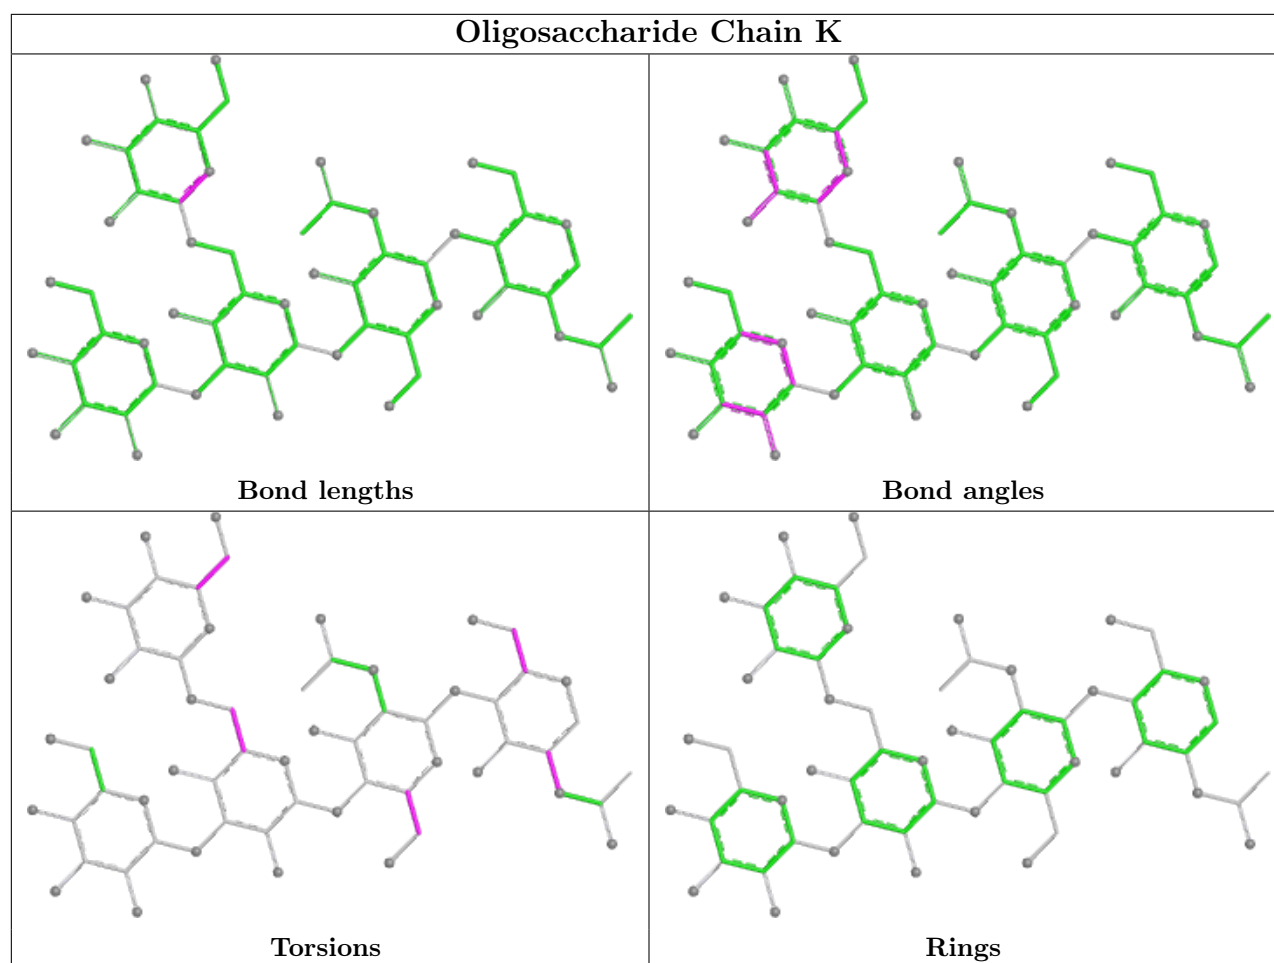 Oligosaccharide Chain K
Bond lengths
Bond angles
Torsions
Rings